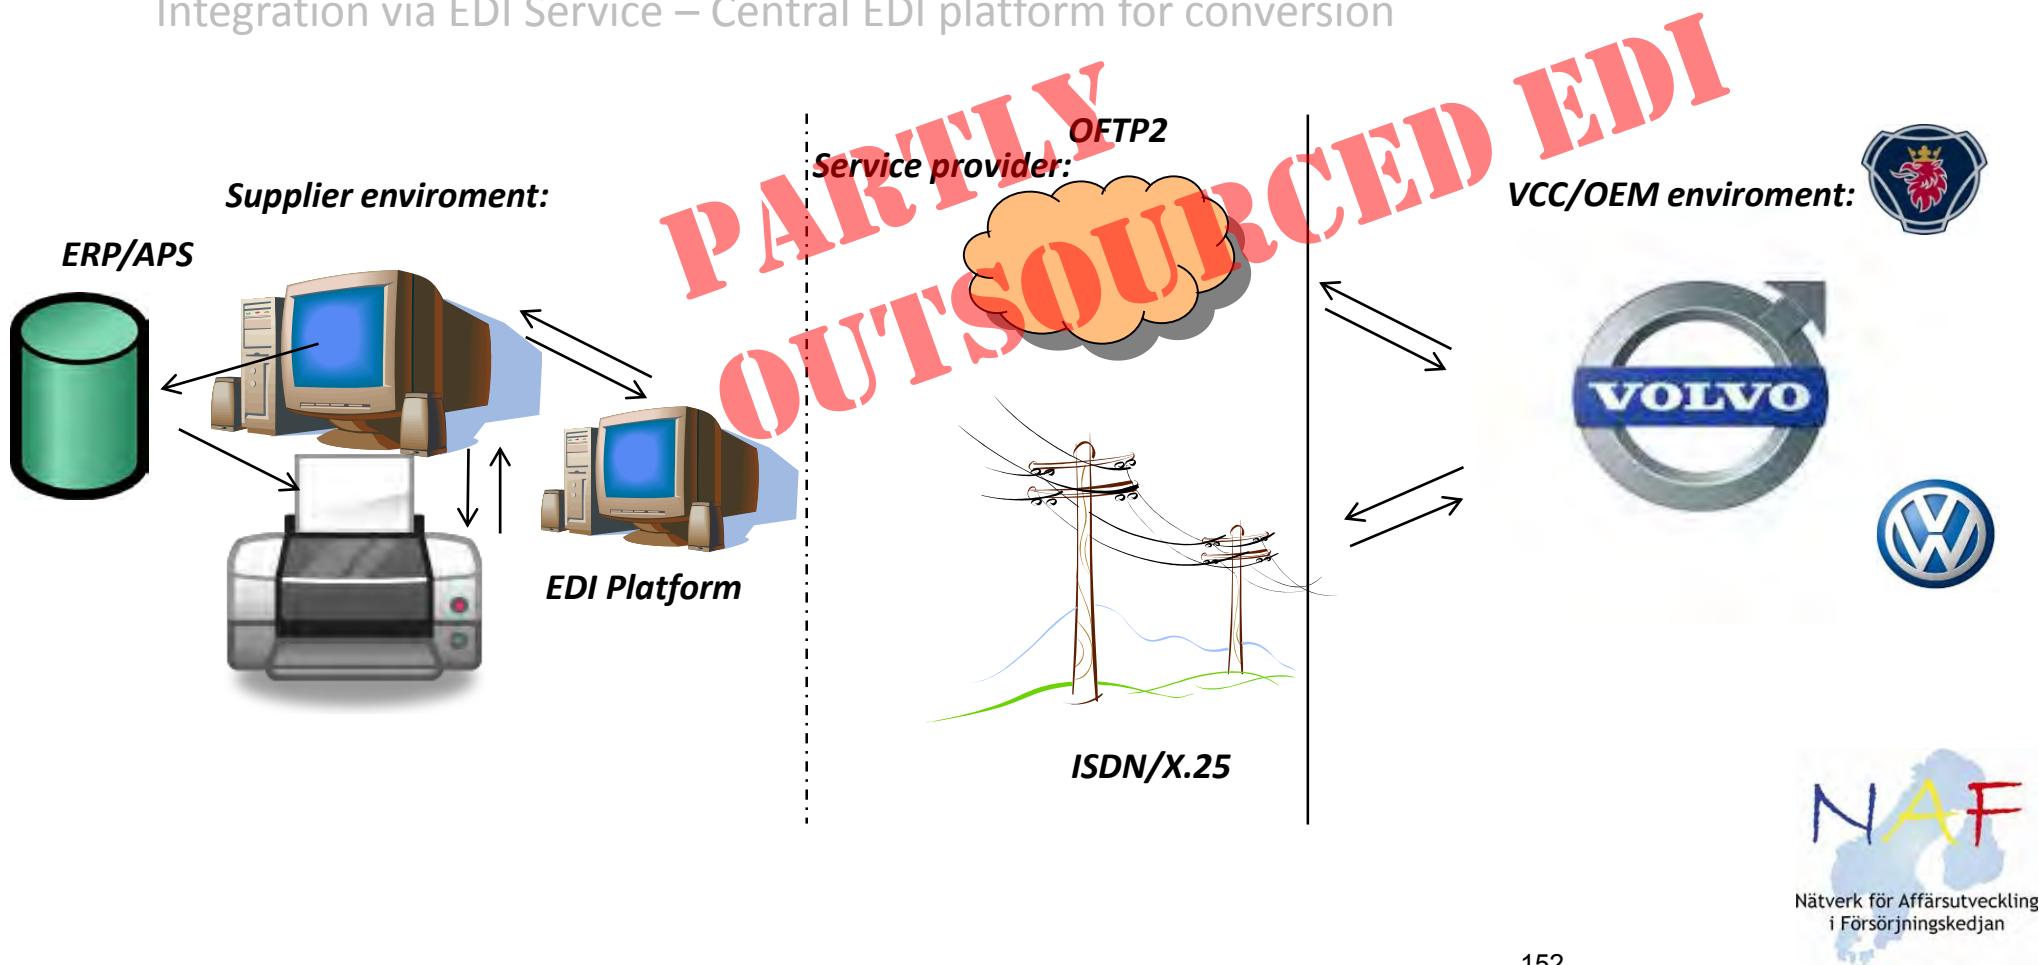 Integration via EDI Service – Central EDI platform for conversion
PARTLY
OUTSOURCED EDI
OFTP2
Service provider:
Supplier enviroment:
VCC/OEM enviroment:
ERP/APS
VOLVO
EDI Platform
ISDN/X.25
NAF
Nätverk för Affärsutveckling
i Försörjningskedjan
152